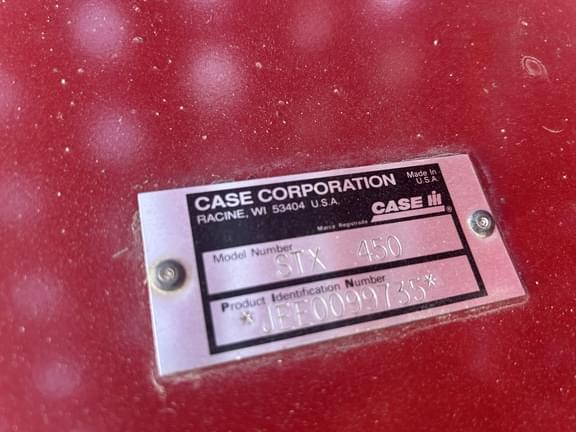 CASE CORPORATION
Made In
U.S.A.
RACINE, WI 53404 U.S.A.
Marca Registrada
CASE IH®
Model Number
STX 450
Product Identification Number
*JEE0099735*